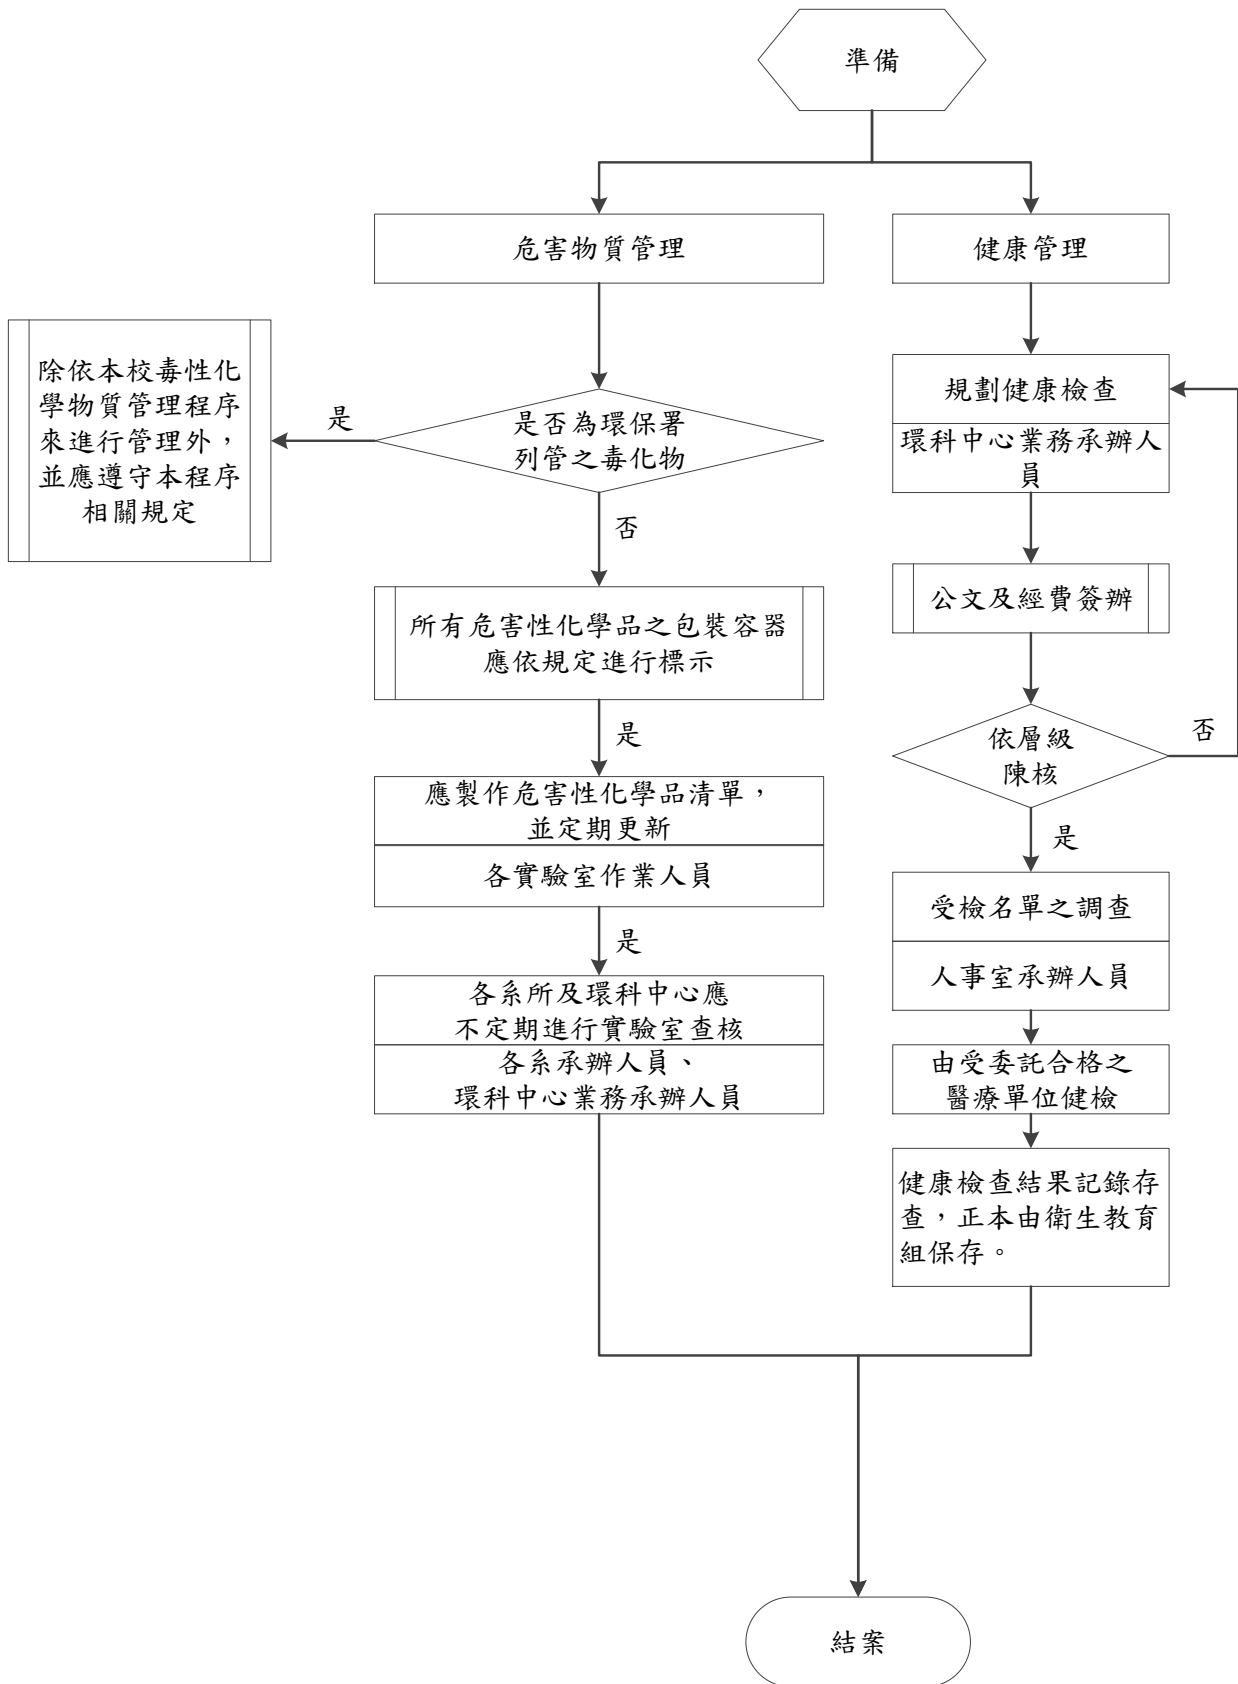 準備
危害物質管理
健康管理
除依本校毒性化
學物質管理程序
來進行管理外，
並應遵守本程序
相關規定
是
是否為環保署
列管之毒化物
否
規劃健康檢查
環科中心業務承辦人
員
所有危害性化學品之包裝容器
應依規定進行標示
公文及經費簽辦
是
依層級
陳核
否
應製作危害性化學品清單，
並定期更新
各實驗室作業人員
是
受檢名單之調查
人事室承辦人員
是
各系所及環科中心應
不定期進行實驗室查核
各系承辦人員、
環科中心業務承辦人員
由受委託合格之
醫療單位健檢
健康檢查結果記錄存
查，正本由衛生教育
組保存。
結案